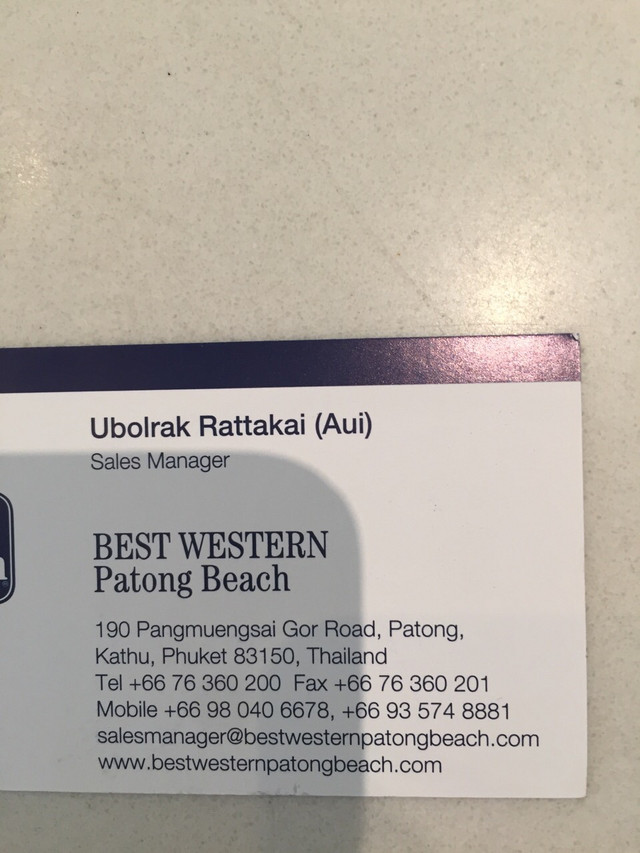 Ubolrak Rattakai (Aui)
Sales Manager
BEST WESTERN
Patong Beach
190 Pangmuengsai Gor Road, Patong,
Kathu, Phuket 83150, Thailand
Tel +66 76 360 200  Fax +66 76 360 201
Mobile +66 98 040 6678, +66 93 574 8881
salesmanager@bestwesternpatongbeach.com
www.bestwesternpatongbeach.com